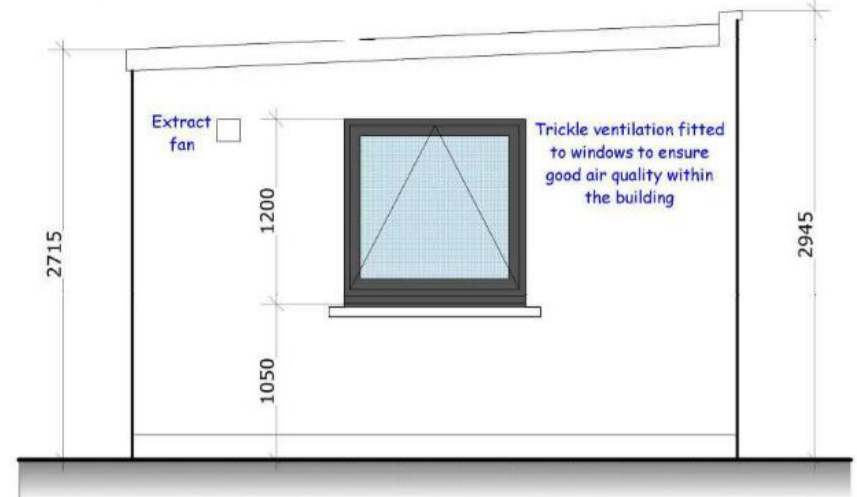 Extract
fan
Trickle ventilation fitted
to windows to ensure
good air quality within
the building
2715
1200
1050
2945